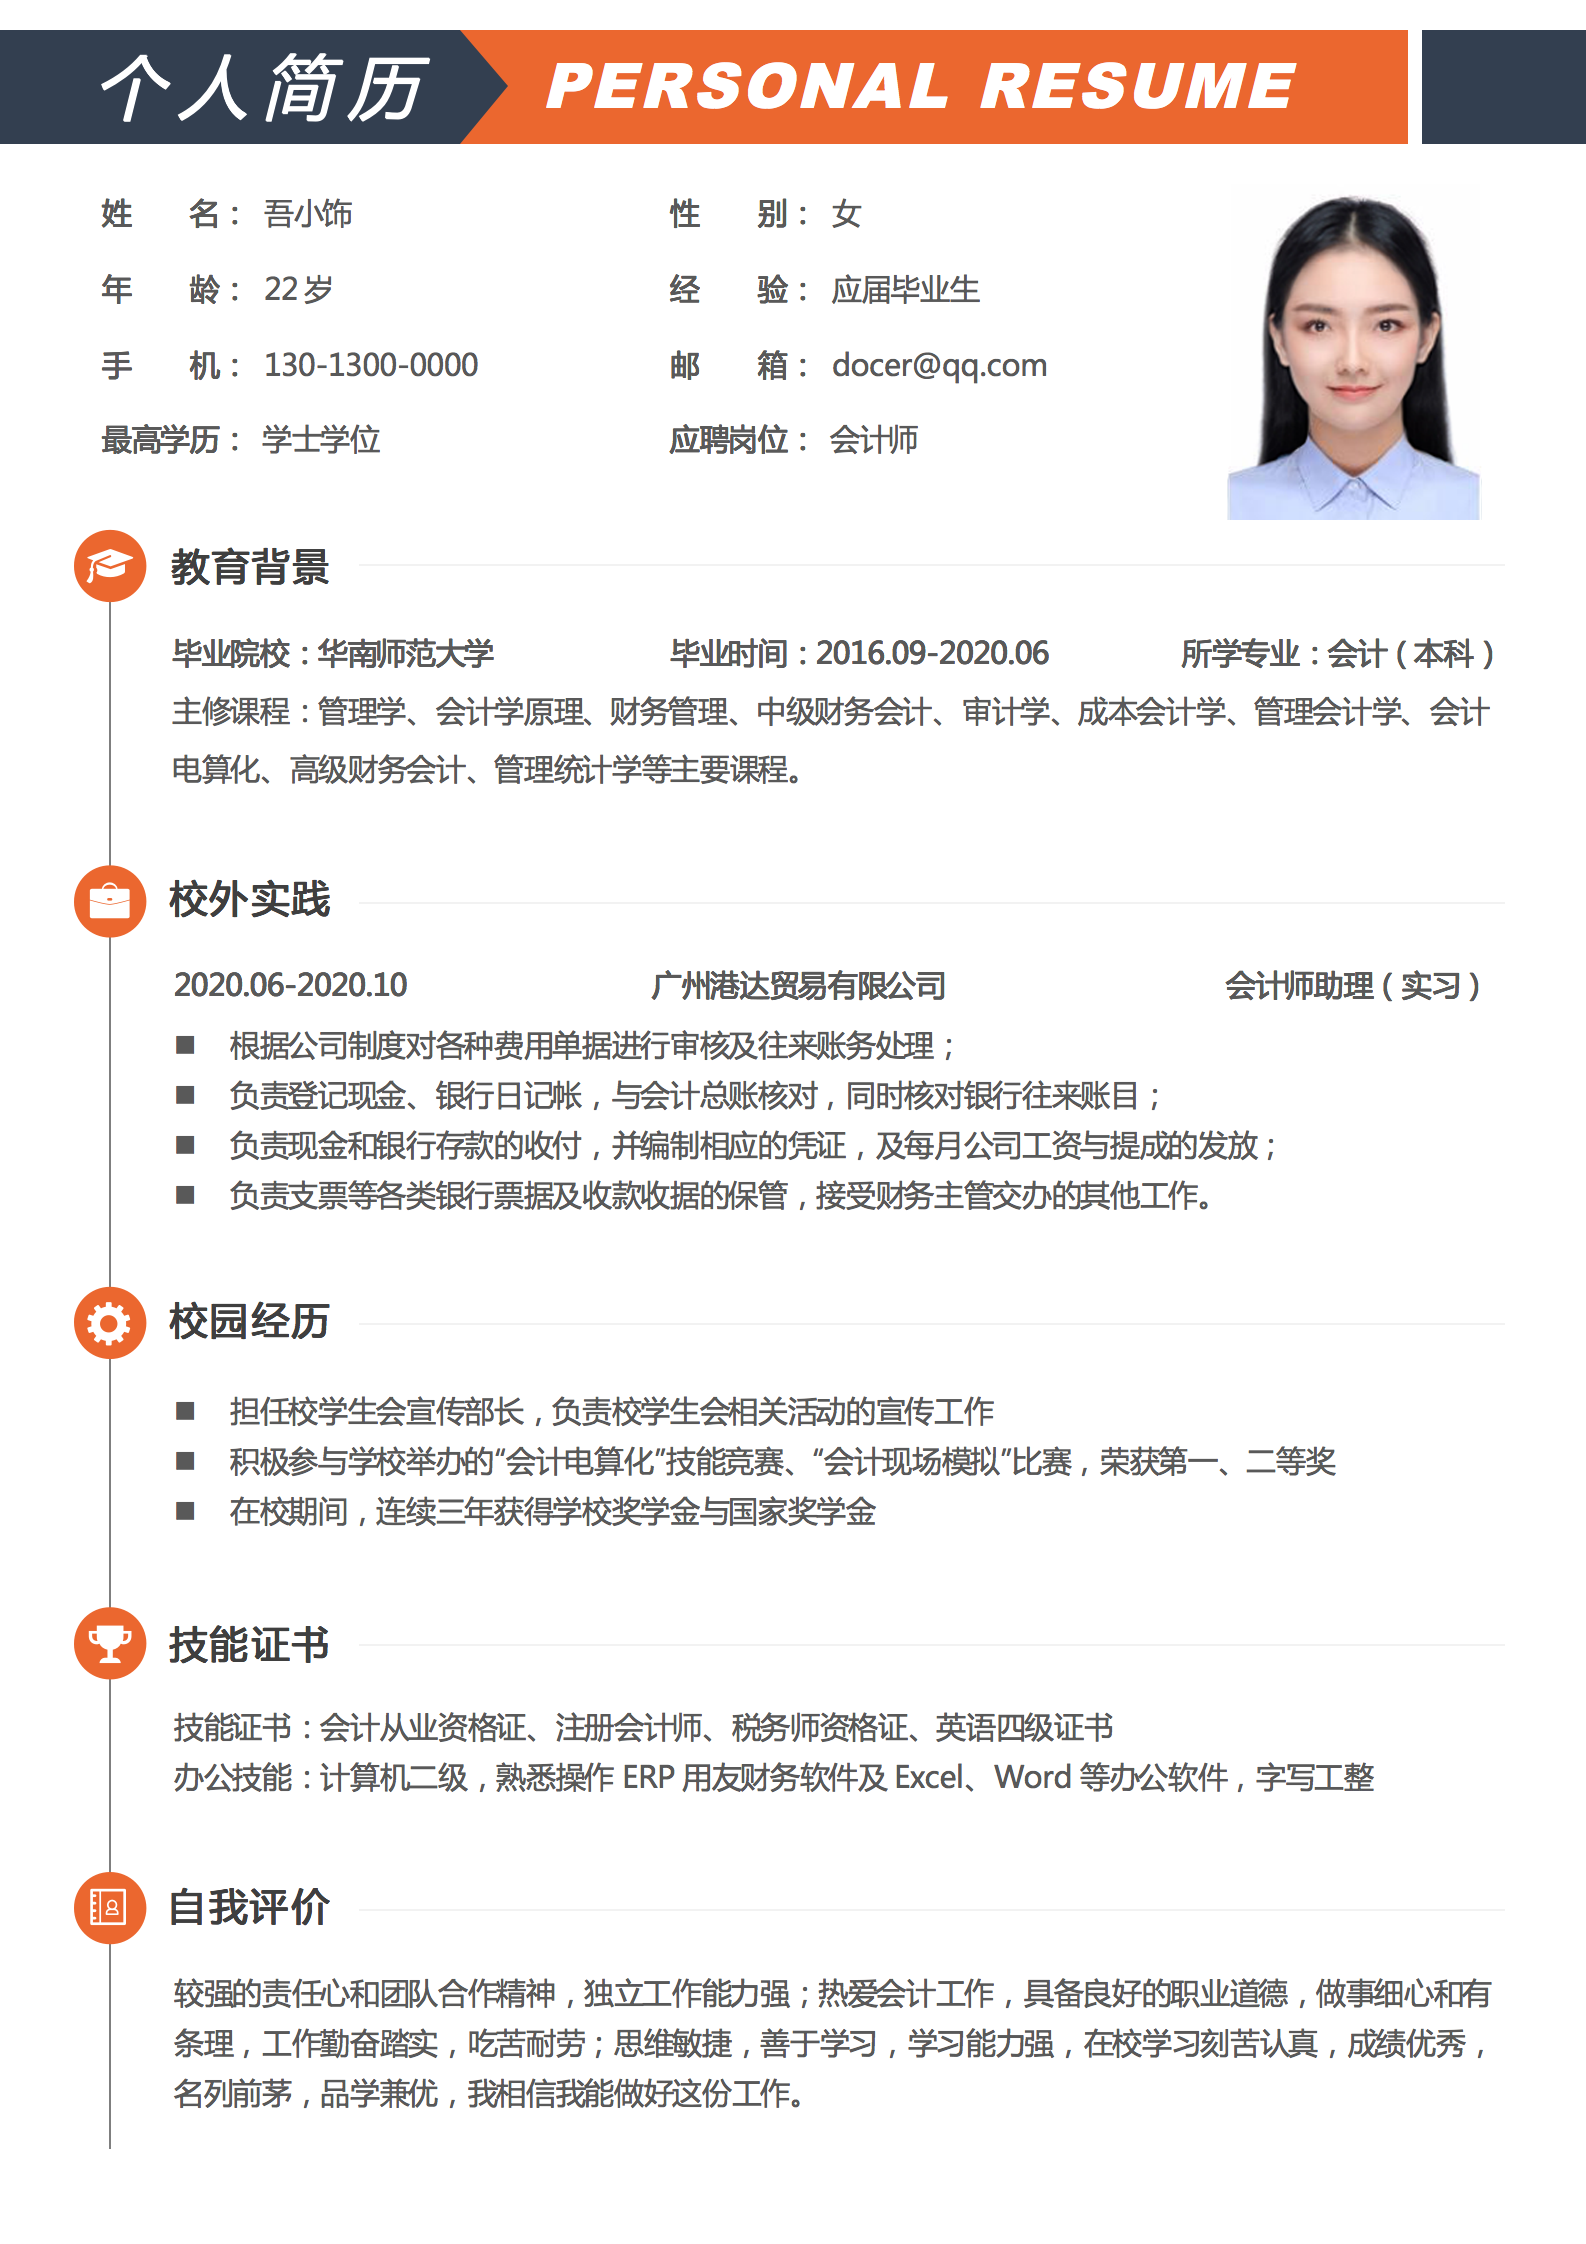 个人简历 PERSONAL RESUME
姓 名： 吾小饰 性 别： 女
年 龄： 22 岁 经 验： 应届毕业生
手 机： 130-1300-0000 邮 箱： docer@qq.com
最高学历： 学士学位 应聘岗位： 会计师
教育背景
毕业院校：华南师范大学 毕业时间：2016.09-2020.06 所学专业：会计（本科）
主修课程：管理学、会计学原理、财务管理、中级财务会计、审计学、成本会计学、管理会计学、会计
电算化、高级财务会计、管理统计学等主要课程。
校外实践
2020.06-2020.10 广州港达贸易有限公司 会计师助理（实习）
■ 根据公司制度对各种费用单据进行审核及往来账务处理；
■ 负责登记现金、银行日记帐，与会计总账核对，同时核对银行往来账目；
■ 负责现金和银行存款的收付，并编制相应的凭证，及每月公司工资与提成的发放；
■ 负责支票等各类银行票据及收款收据的保管，接受财务主管交办的其他工作。
校园经历
■ 担任校学生会宣传部长，负责校学生会相关活动的宣传工作
■ 积极参与学校举办的“会计电算化”技能竞赛、“会计现场模拟”比赛，荣获第一、二等奖
■ 在校期间，连续三年获得学校奖学金与国家奖学金
技能证书
技能证书：会计从业资格证、注册会计师、税务师资格证、英语四级证书
办公技能：计算机二级，熟悉操作 ERP 用友财务软件及 Excel、Word 等办公软件，字写工整
自我评价
较强的责任心和团队合作精神，独立工作能力强；热爱会计工作，具备良好的职业道德，做事细心和有
条理，工作勤奋踏实，吃苦耐劳；思维敏捷，善于学习，学习能力强，在校学习刻苦认真，成绩优秀，
名列前茅，品学兼优，我相信我能做好这份工作。